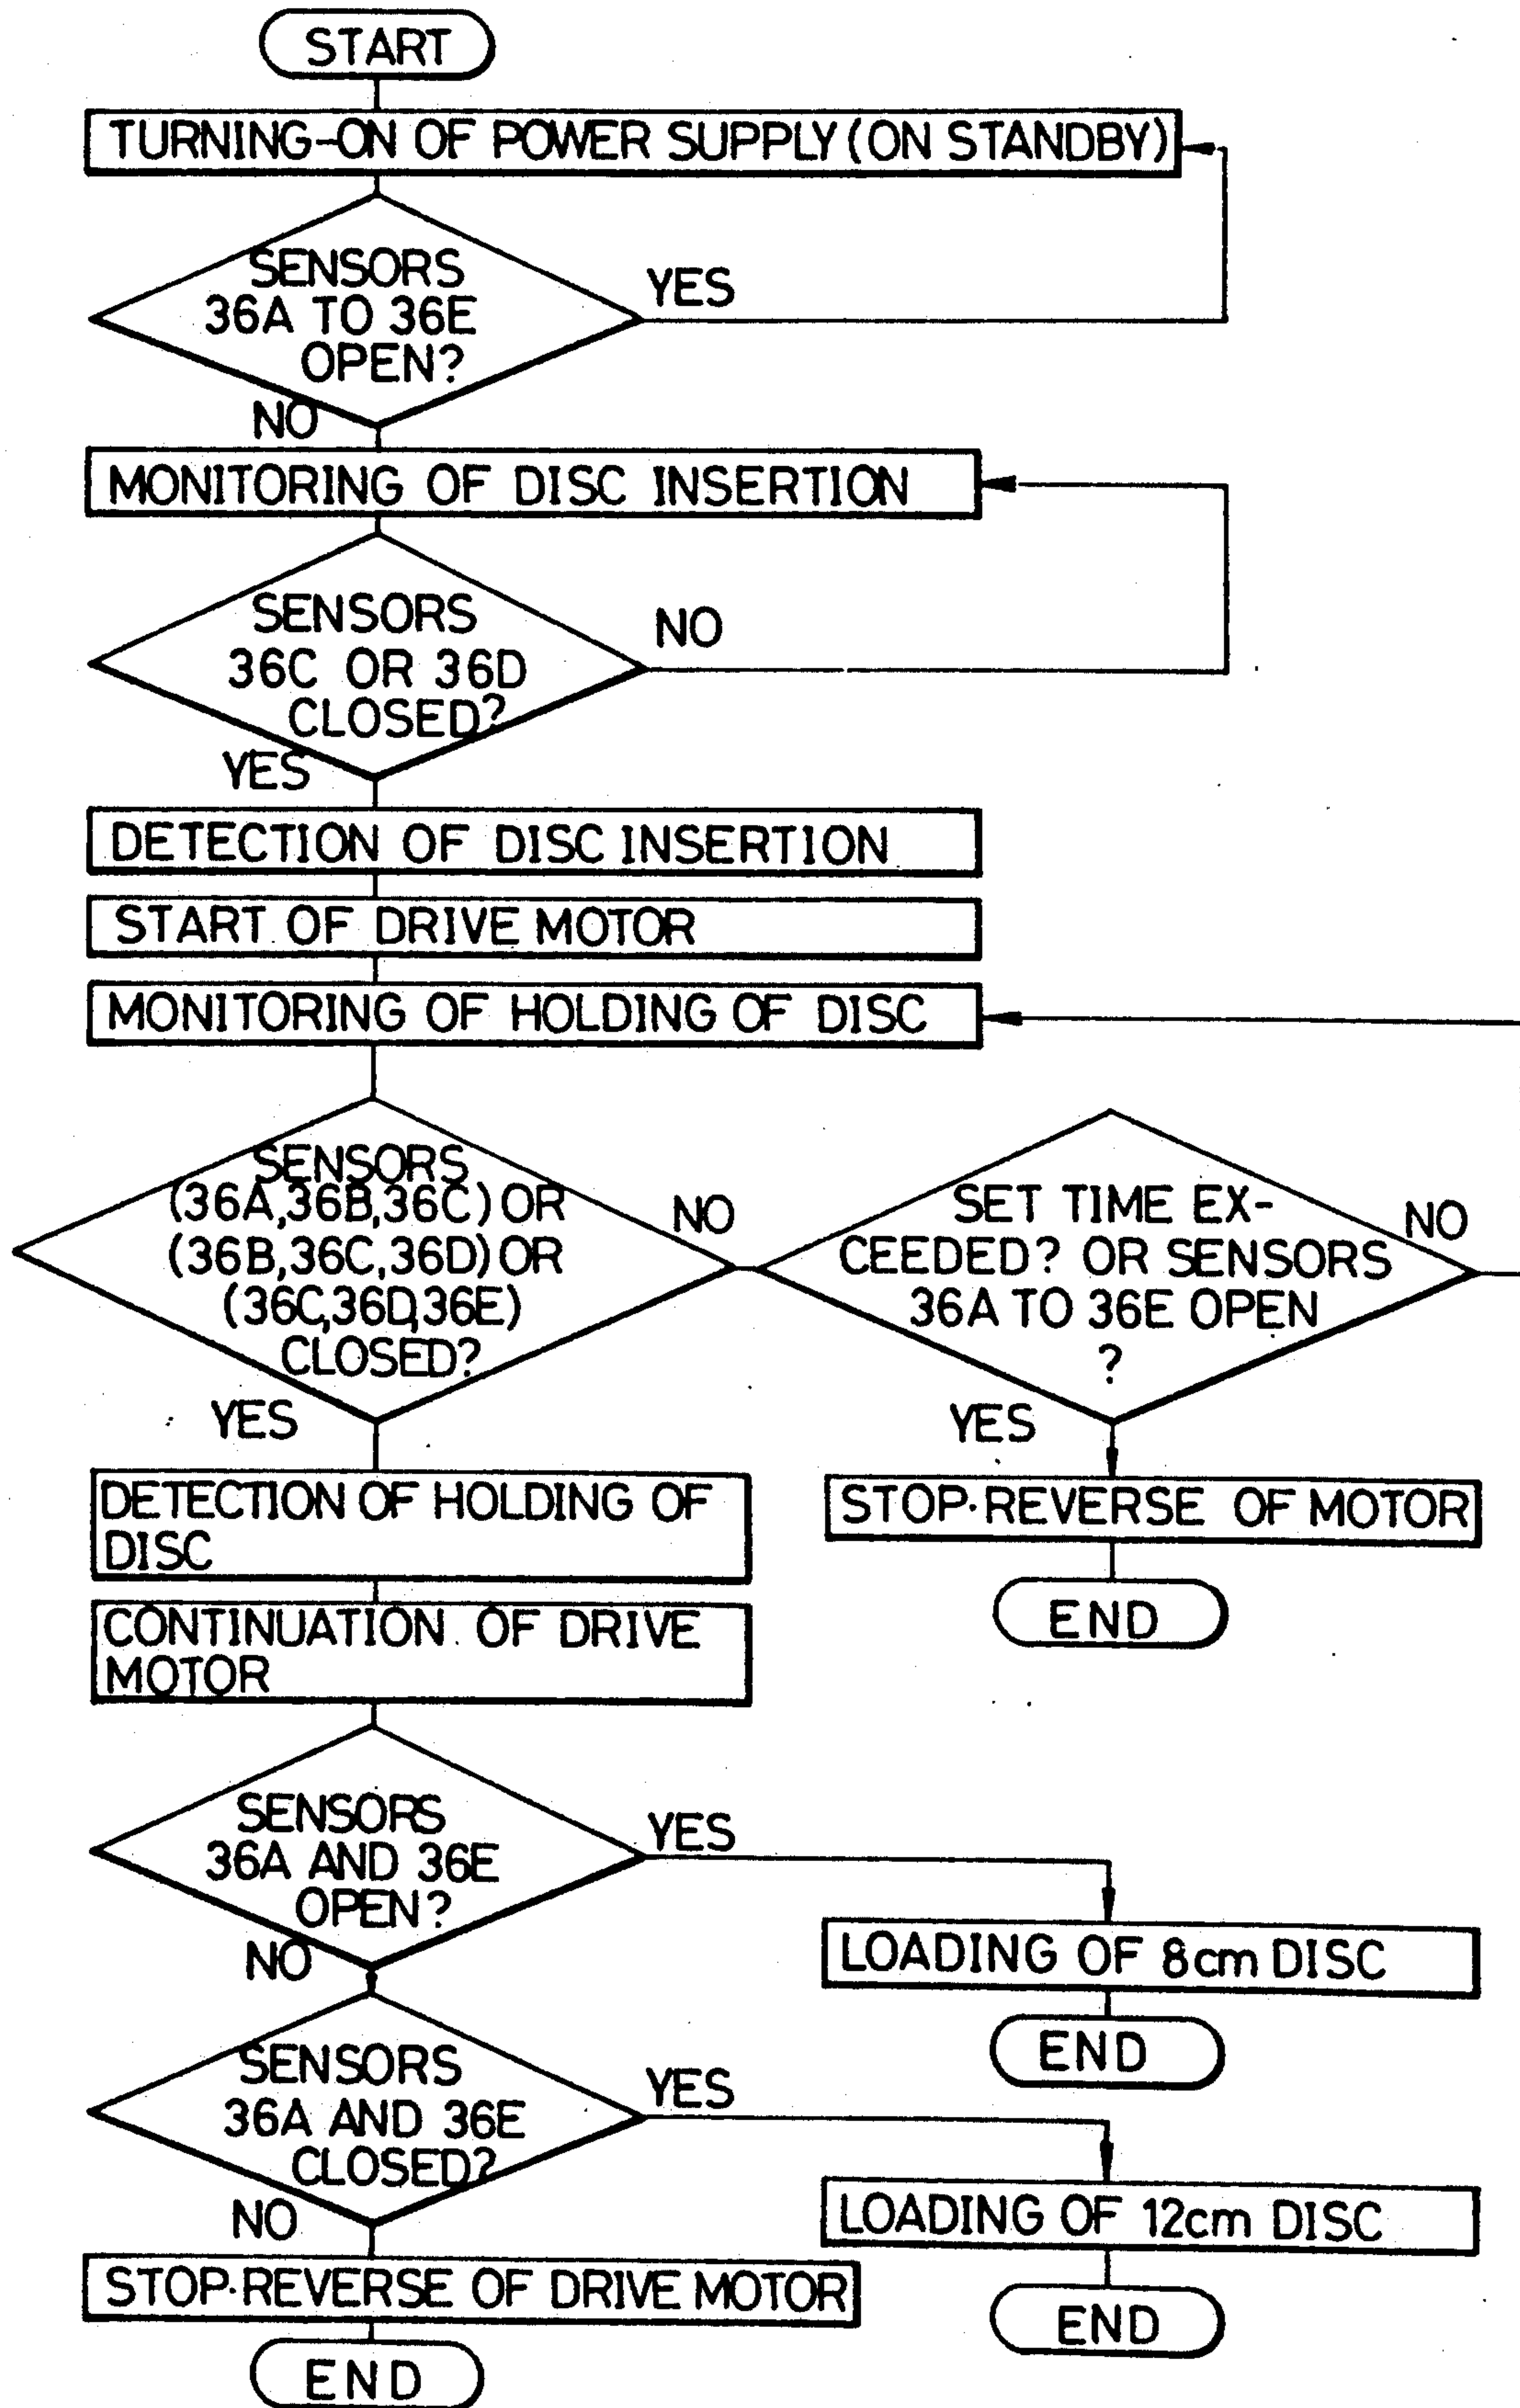 START
TURNING-ON OF POWER SUPPLY (ON STANDBY)
SENSORS
36A TO 36E
OPEN?
YES
NO
MONITORING OF DISC INSERTION
SENSORS
36C OR 36D
CLOSED?
NO
YES
DETECTION OF DISC INSERTION
START OF DRIVE MOTOR
MONITORING OF HOLDING OF DISC
SENSORS
(36A,36B,36C) OR
(36B,36C,36D) OR
(36C,36D,36E)
CLOSED?
NO
YES
SET TIME EX-
CEEDED? OR SENSORS
36A TO 36E OPEN
?
NO
YES
STOP·REVERSE OF MOTOR
END
DETECTION OF HOLDING OF
DISC
CONTINUATION OF DRIVE
MOTOR
SENSORS
36A AND 36E
OPEN?
YES
NO
LOADING OF 8cm DISC
END
SENSORS
36A AND 36E
CLOSED?
YES
NO
LOADING OF 12cm DISC
END
STOP·REVERSE OF DRIVE MOTOR
END